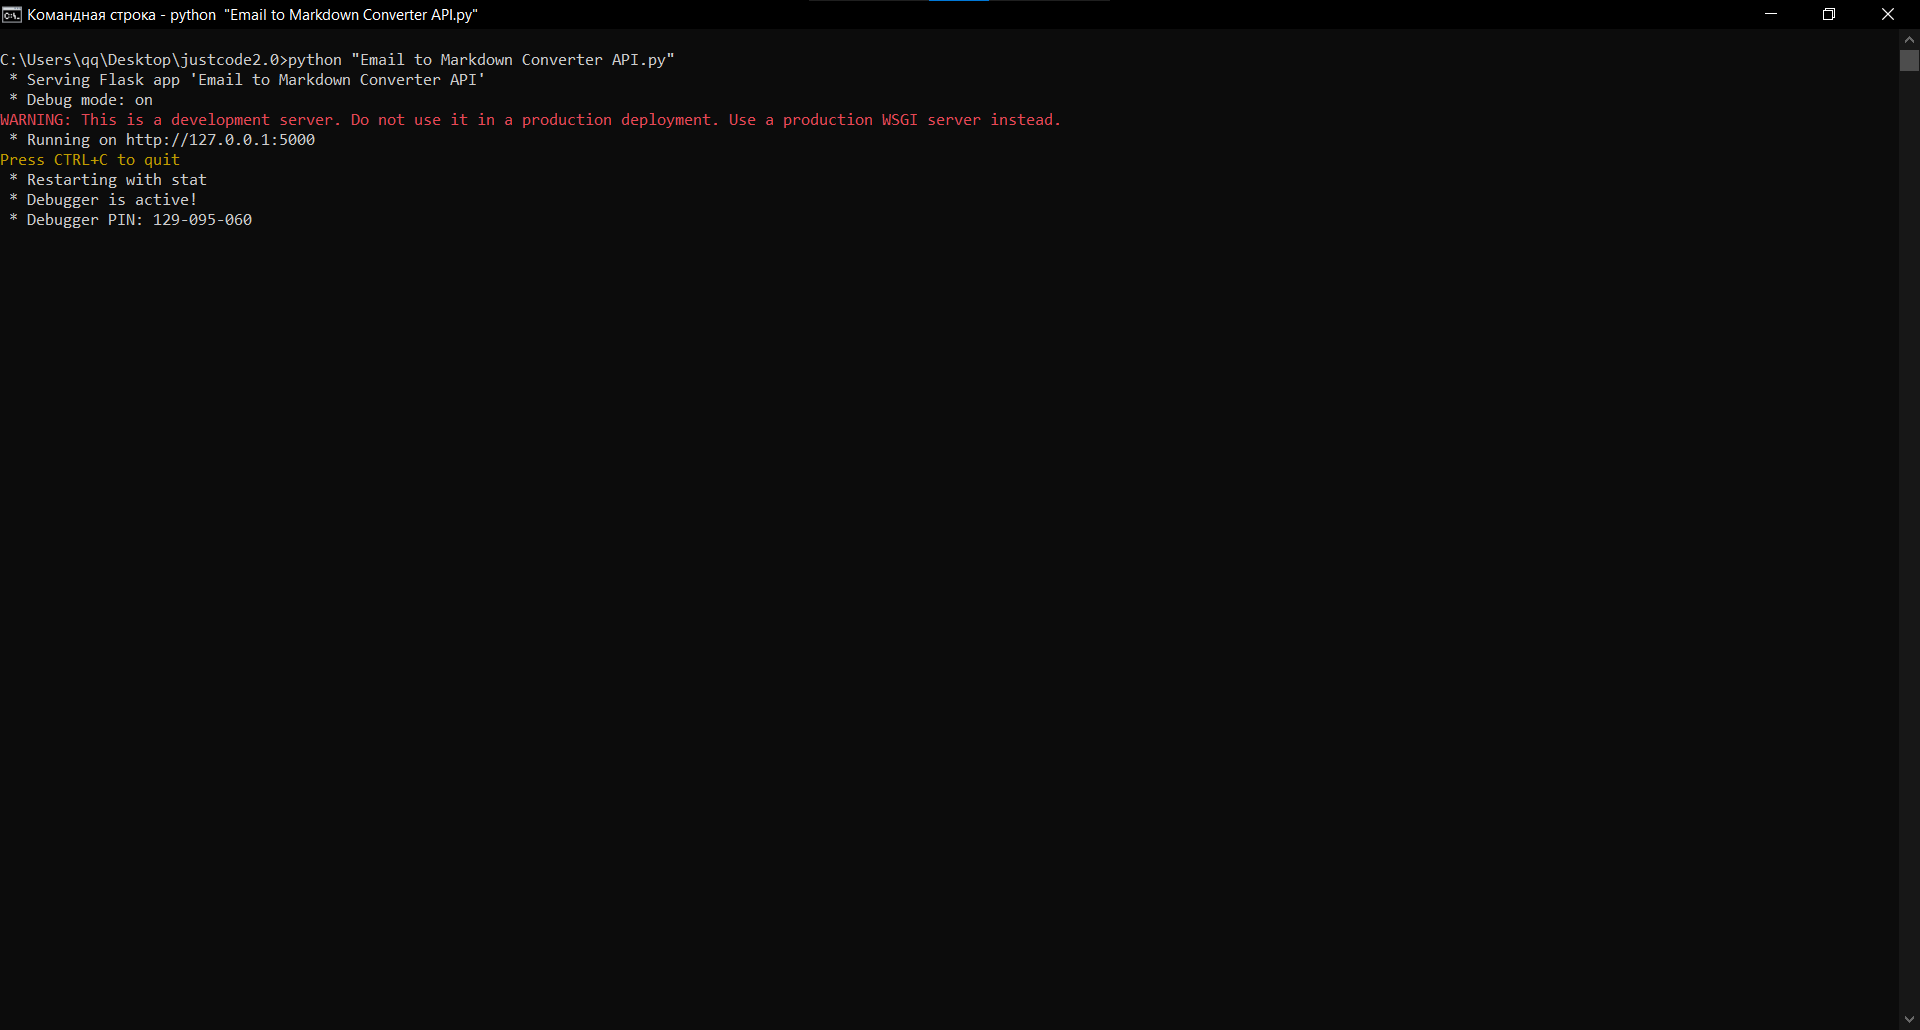 Командная строка - python  "Email to Markdown Converter API.py"
C:\Users\qq\Desktop\justcode2.0>python "Email to Markdown Converter API.py"
 * Serving Flask app 'Email to Markdown Converter API'
 * Debug mode: on
WARNING: This is a development server. Do not use it in a production deployment. Use a production WSGI server instead.
 * Running on http://127.0.0.1:5000
Press CTRL+C to quit
 * Restarting with stat
 * Debugger is active!
 * Debugger PIN: 129-095-060